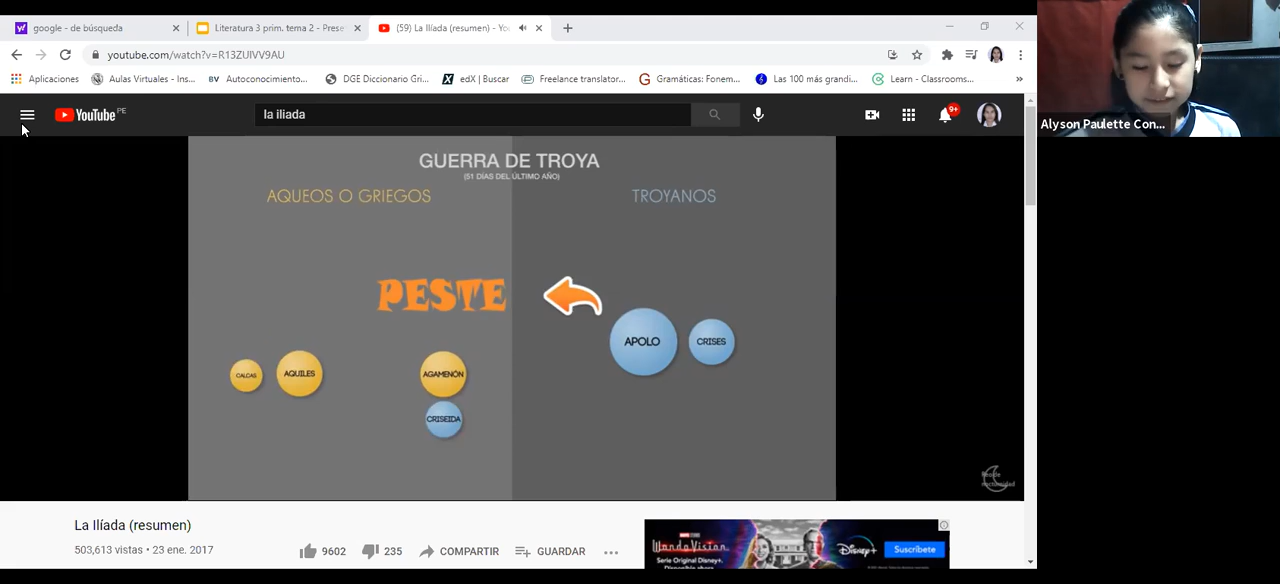 google - de búsqueda
Literatura 3 prim. tema 2 - Prese
(59) La Ilíada (resumen) - Yo
youtube.com/watch?v=R13ZUIVV9AU
Aplicaciones
Aulas Virtuales - Ins...
BV Autoconocimiento...
DGE Diccionario Gri...
edX | Buscar
Freelance translator...
G Gramáticas: Fonem...
Las 100 más grandi...
Learn - Classrooms...
»
YouTube PE
la iliada
9+
Alyson Paulette Con...
GUERRA DE TROYA
(51 DÍAS DEL ÚLTIMO AÑO)
AQUEOS O GRIEGOS
TROYANOS
PESTE
APOLO
CRISES
CALCAS
AQUILES
AGAMENÓN
CRISEIDA
nocturnidad
La Ilíada (resumen)
503,613 vistas • 23 ene. 2017
9602
235
COMPARTIR
GUARDAR
WandaVision
Serie Original Disney+.
Disney+
Suscríbete